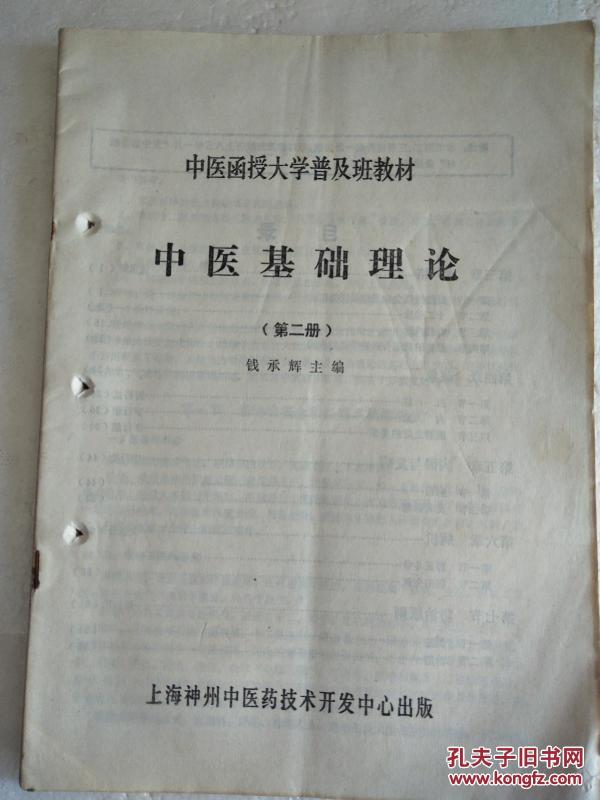 中医函授大学普及班教材
中医基础理论
（第二册）
钱承辉主编
上海神州中医药技术开发中心出版
孔夫子旧书网
www.kongfz.com